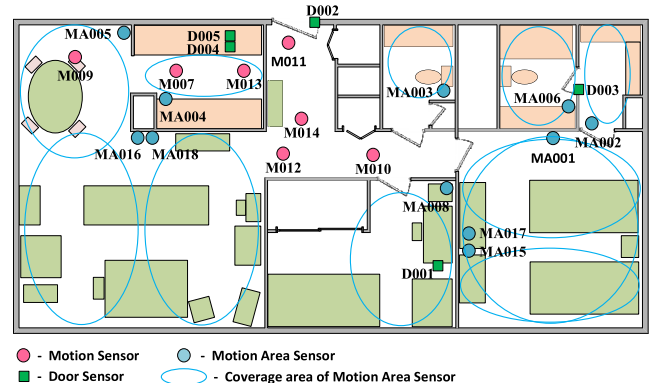 D002
MA005
D005
D004
M011
M009
M007
M013
MA003
D003
MA006
MA004
M014
MA002
MA016
MA018
MA001
M012
M010
MA008
MA017
MA015
D001
- Motion Sensor
- Motion Area Sensor
- Door Sensor
- Coverage area of Motion Area Sensor